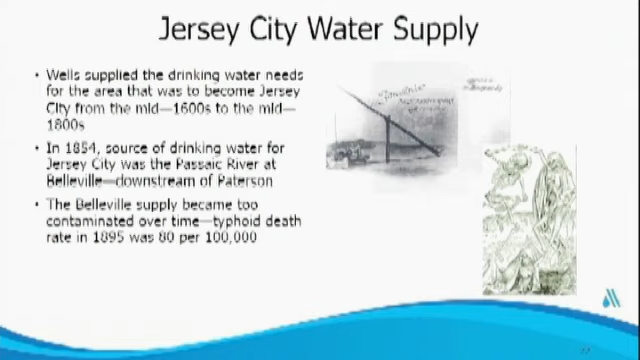 Jersey City Water Supply
• Wells supplied the drinking water needs
for the area that was to become Jersey
City from the mid—1600s to the mid—
1800s
• In 1854, source of drinking water for
Jersey City was the Passaic River at
Belleville—downstream of Paterson
• The Belleville supply became too
contaminated over time—typhoid death
rate in 1895 was 80 per 100,000